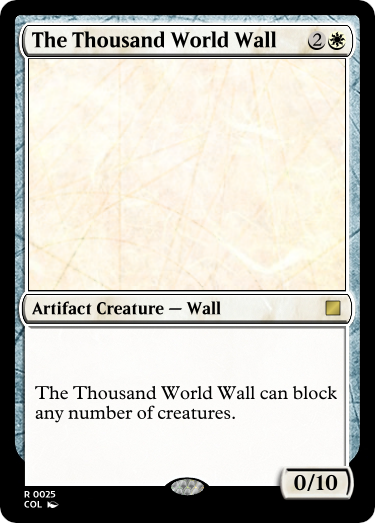 The Thousand World Wall 2
Artifact Creature — Wall
The Thousand World Wall can block
any number of creatures.
0/10
R 0025
COL